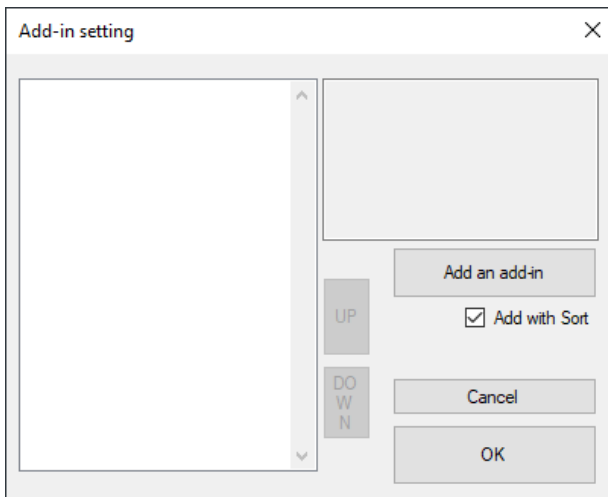 Add-in setting
Add an add-in
UP
Add with Sort
DO
W
N
Cancel
OK